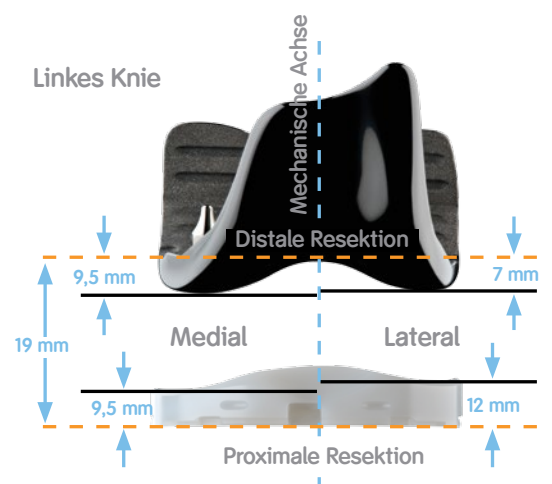 Linkes Knie
Mechanische Achse
Distale Resektion
9,5 mm
7 mm
19 mm
Medial
Lateral
9,5 mm
12 mm
Proximale Resektion